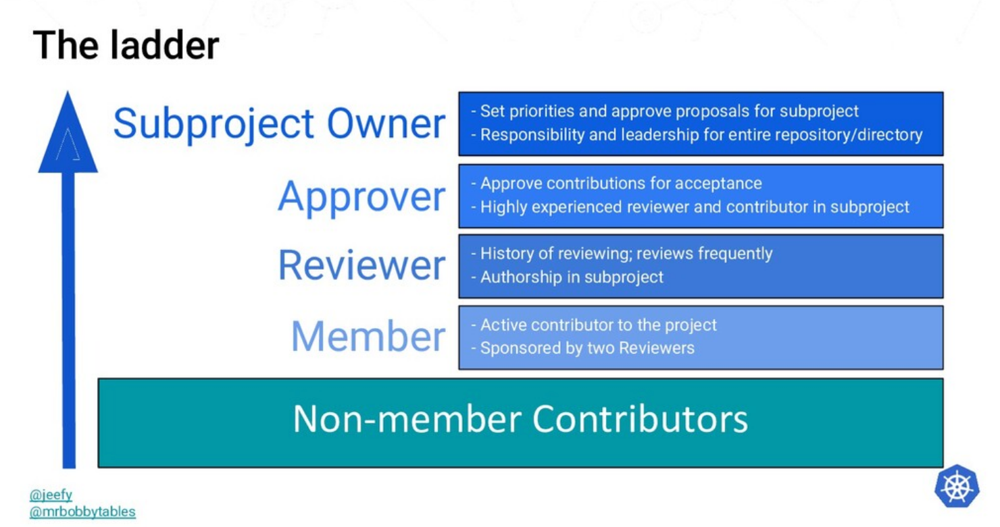 The ladder
Subproject Owner
- Set priorities and approve proposals for subproject
- Responsibility and leadership for entire repository/directory
Approver
- Approve contributions for acceptance
- Highly experienced reviewer and contributor in subproject
Reviewer
- History of reviewing; reviews frequently
- Authorship in subproject
Member
- Active contributor to the project
- Sponsored by two Reviewers
Non-member Contributors
@jeefy
@mrbobbytables